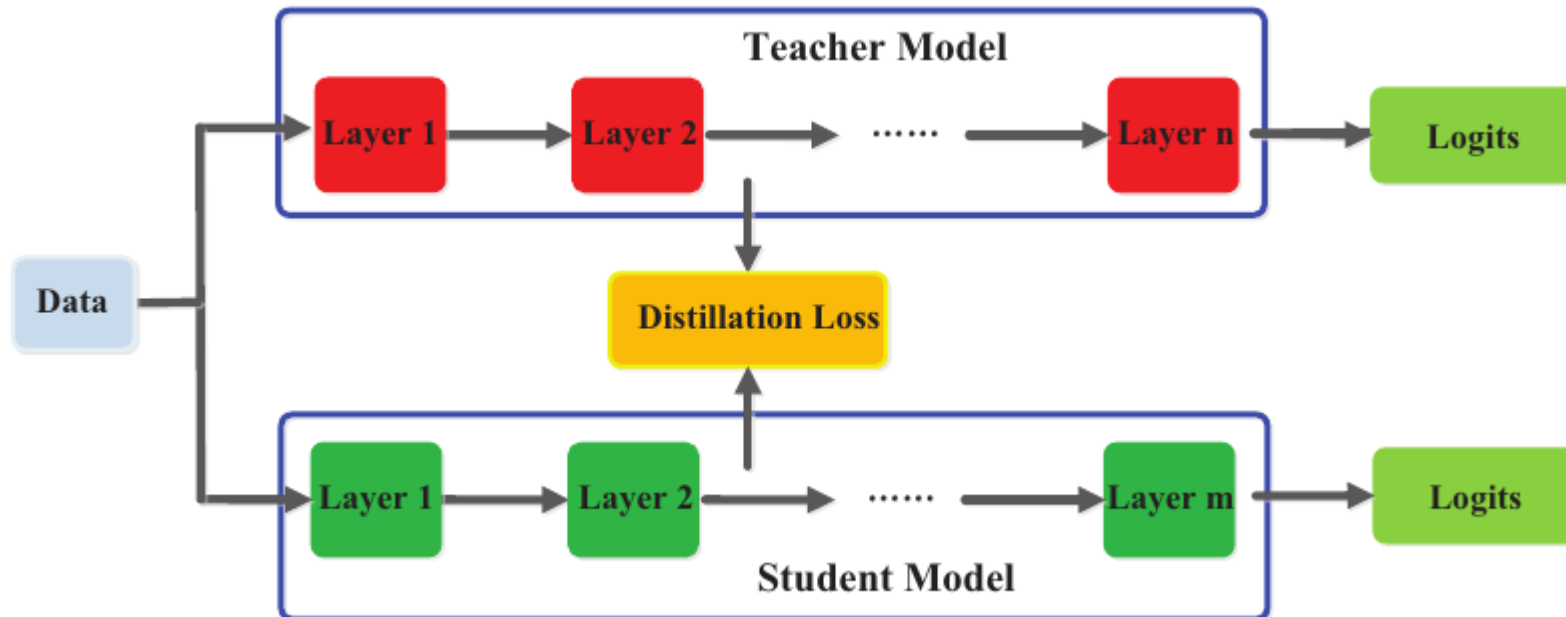 Teacher Model
Layer 1
Layer 2
……
Layer n
Logits
Data
Distillation Loss
Layer 1
Layer 2
……
Layer m
Logits
Student Model